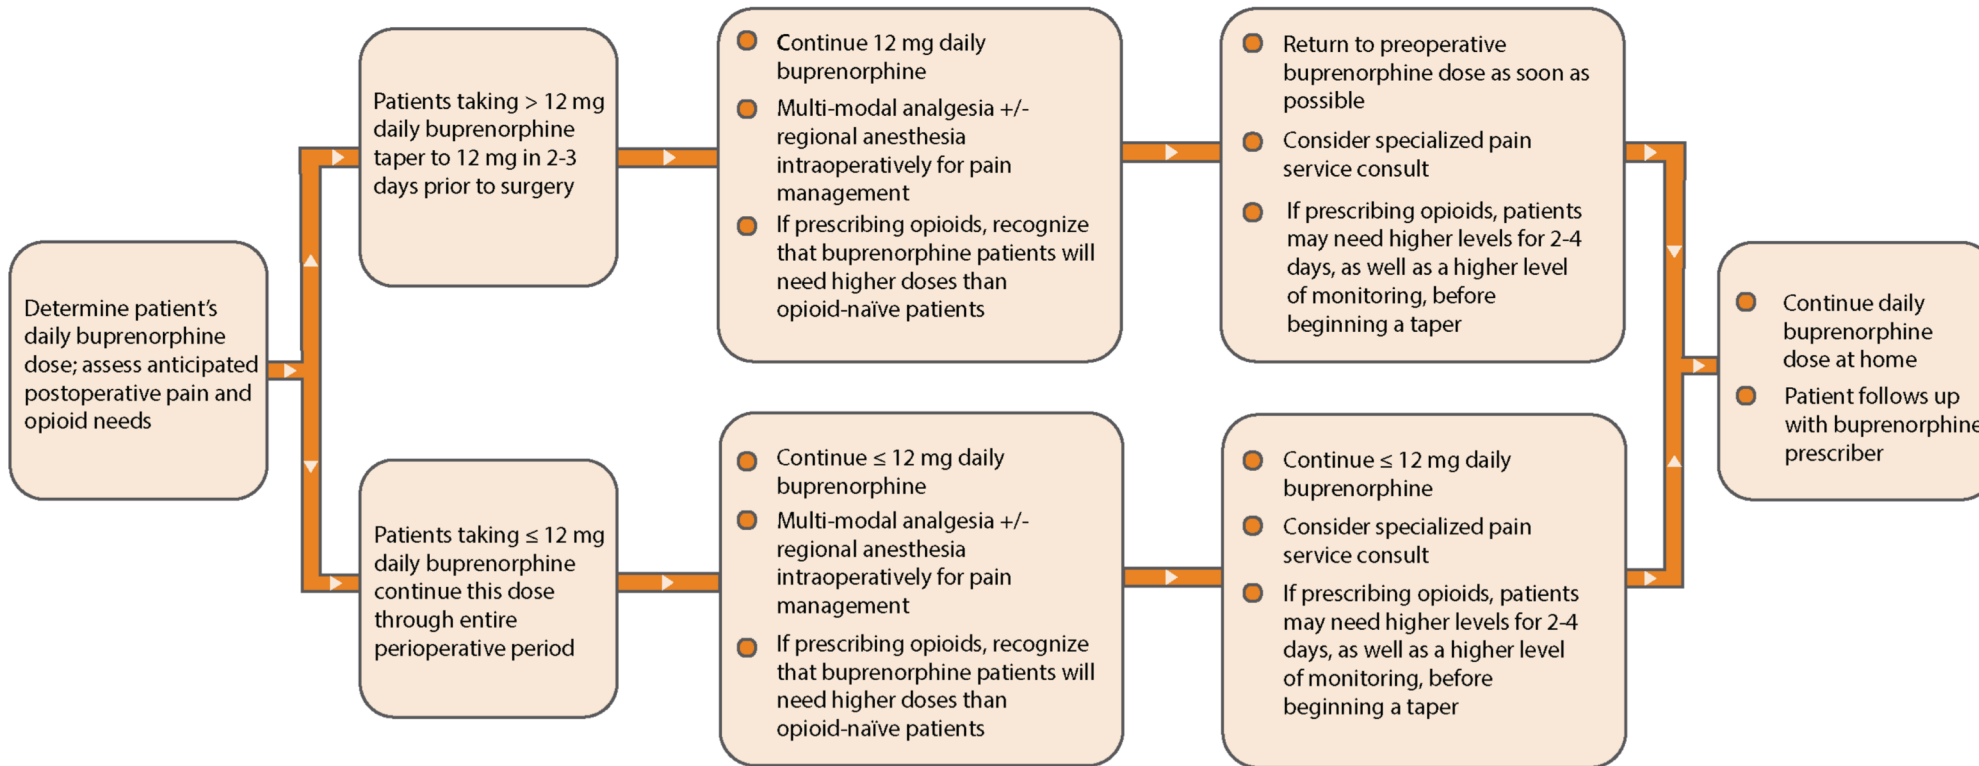 Determine patient's
daily buprenorphine
dose; assess anticipated
postoperative pain and
opioid needs
Patients taking > 12 mg
daily buprenorphine
taper to 12 mg in 2-3
days prior to surgery
Continue 12 mg daily
buprenorphine
Multi-modal analgesia +/-
regional anesthesia
intraoperatively for pain
management
If prescribing opioids, recognize
that buprenorphine patients will
need higher doses than
opioid-naïve patients
Return to preoperative
buprenorphine dose as soon as
possible
Consider specialized pain
service consult
If prescribing opioids, patients
may need higher levels for 2-4
days, as well as a higher level
of monitoring, before
beginning a taper
Patients taking ≤ 12 mg
daily buprenorphine
continue this dose
through entire
perioperative period
Continue ≤ 12 mg daily
buprenorphine
Multi-modal analgesia +/-
regional anesthesia
intraoperatively for pain
management
If prescribing opioids, recognize
that buprenorphine patients will
need higher doses than
opioid-naïve patients
Continue ≤ 12 mg daily
buprenorphine
Consider specialized pain
service consult
If prescribing opioids, patients
may need higher levels for 2-4
days, as well as a higher level
of monitoring, before
beginning a taper
Continue daily
buprenorphine
dose at home
Patient follows up
with buprenorphine
prescriber